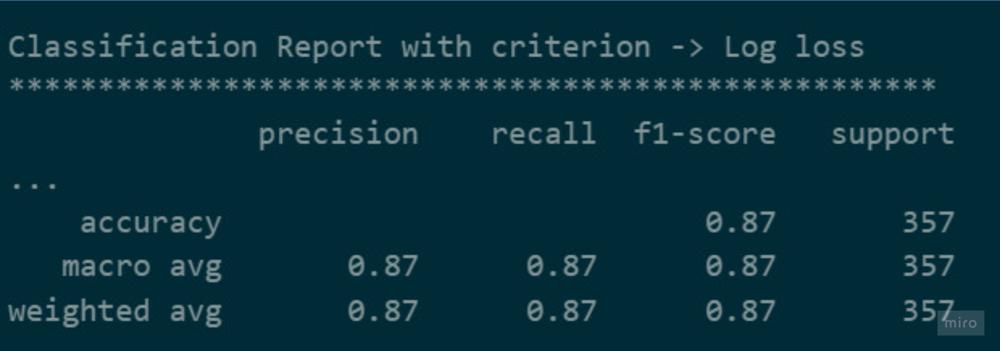 Classification Report with criterion -> Log loss
****************************************************
precision recall f1-score support
...
accuracy 0.87 357
macro avg 0.87 0.87 0.87 357
weighted avg 0.87 0.87 0.87 357
miro